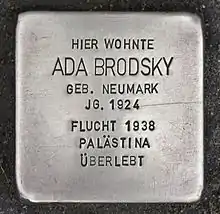 HIER WOHNTE
ADA BRODSKY
GEB. NEUMARK
JG. 1924
FLUCHT 1938
PALÄSTINA
ÜBERLEBT